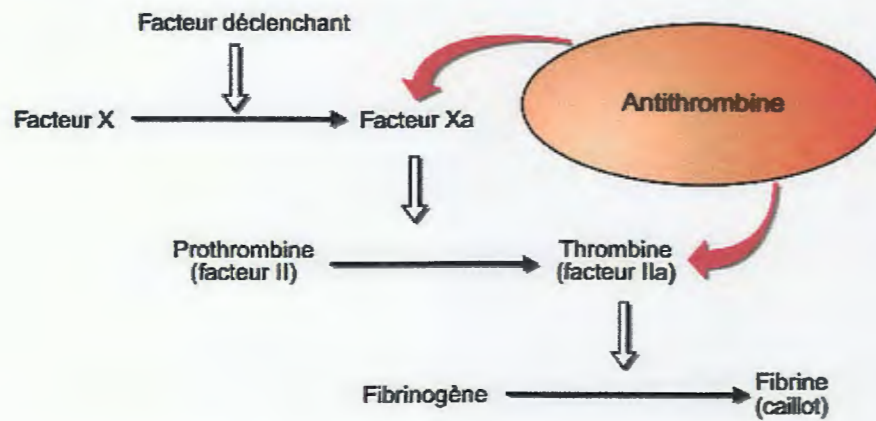 Facteur déclenchant
Antithrombine
Facteur X
Facteur Xa
Prothrombine
(facteur II)
Thrombine
(facteur IIa)
Fibrinogène
Fibrine
(caillot)